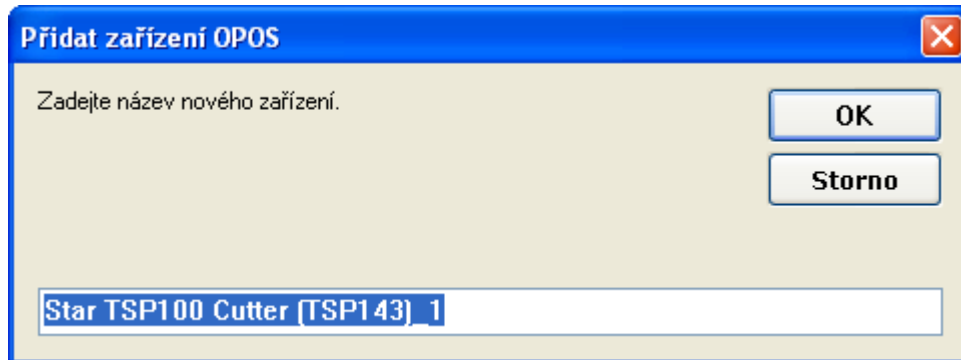 Přidat zařízení OPOS
Zadejte název nového zařízení.
OK
Storno
Star TSP100 Cutter (TSP143)_1